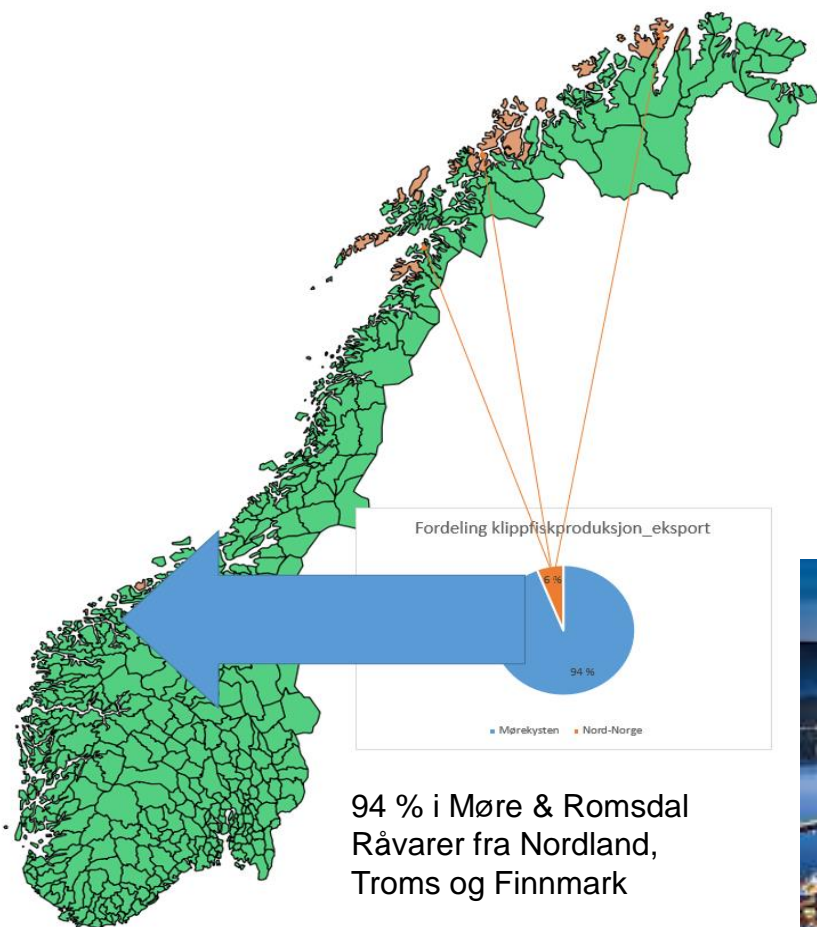 Fordeling klippfiskproduksjon_eksport
6 %
94 %
Mørekysten Nord-Norge
94 % i Møre & Romsdal
Råvarer fra Nordland,
Troms og Finnmark